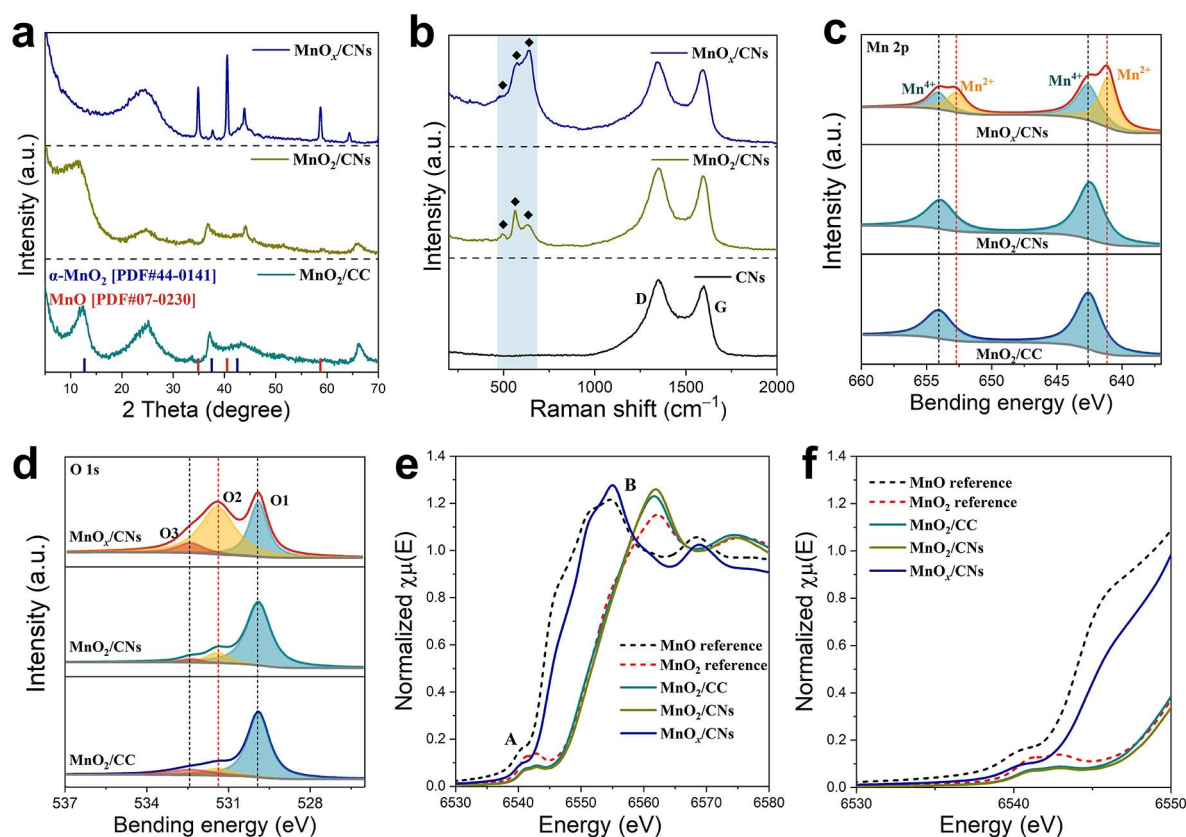 a
MnOₓ/CNs
MnO₂/CNs
α-MnO₂ [PDF#44-0141]
MnO₂/CC
MnO [PDF#07-0230]
Intensity (a.u.)
10 20 30 40 50 60 70
2 Theta (degree)
b
MnOₓ/CNs
MnO₂/CNs
CNs
D
G
Intensity (a.u.)
500 1000 1500 2000
Raman shift (cm⁻¹)
c
Mn 2p
Mn⁴⁺ Mn²⁺ Mn⁴⁺ Mn²⁺
MnOₓ/CNs
MnO₂/CNs
MnO₂/CC
Intensity (a.u.)
660 655 650 645 640
Bending energy (eV)
d
O 1s
O3 O2 O1
MnOₓ/CNs
MnO₂/CNs
MnO₂/CC
Intensity (a.u.)
537 534 531 528
Bending energy (eV)
e
1.4
1.2
1.0
0.8
0.6
0.4
0.2
0.0
Normalized χμ(E)
A
B
MnO reference
MnO₂ reference
MnO₂/CC
MnO₂/CNs
MnOₓ/CNs
6530 6540 6550 6560 6570 6580
Energy (eV)
f
1.4
1.2
1.0
0.8
0.6
0.4
0.2
0.0
Normalized χμ(E)
MnO reference
MnO₂ reference
MnO₂/CC
MnO₂/CNs
MnOₓ/CNs
6530 6540 6550
Energy (eV)